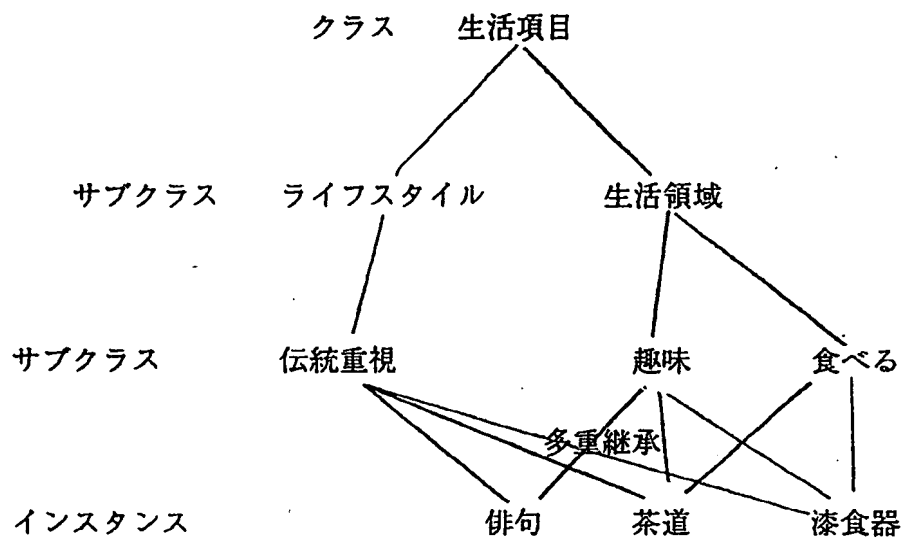 クラス 生活項目
サブクラス ライフスタイル 生活領域
サブクラス 伝統重視 趣味 食べる
多重継承
インスタンス 俳句 茶道 漆食器